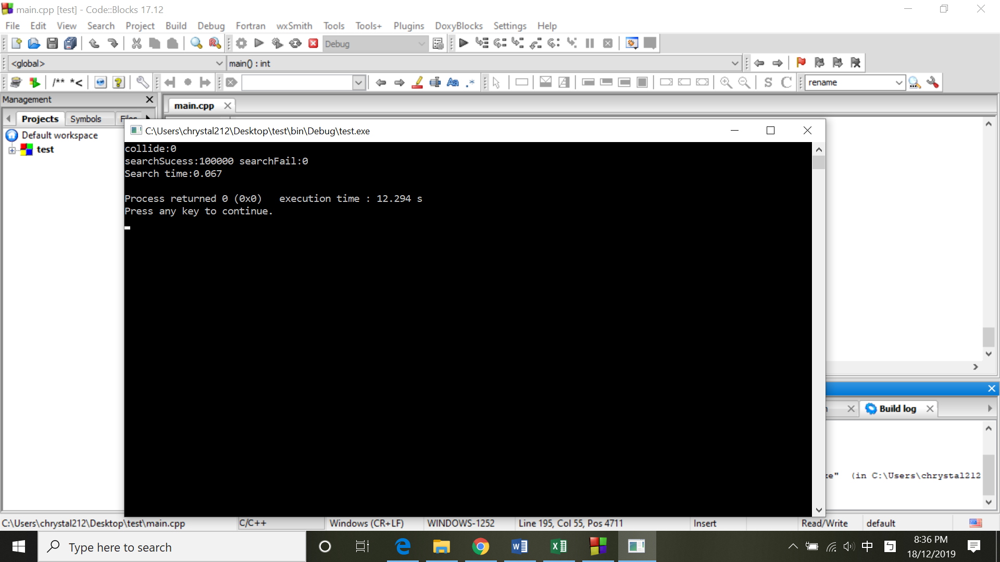 main.cpp [test] - Code::Blocks 17.12
File Edit View Search Project Build Debug Fortran wxSmith Tools Tools+ Plugins DoxyBlocks Settings Help
Debug
<global>
main() : int
/** *<
Aa
.*
S C
rename
Management
main.cpp
Projects Symbols
Default workspace
test
C:\Users\chrystal212\Desktop\test\bin\Debug\test.exe
collide:0
searchSucess:100000 searchFail:0
Search time:0.067
Process returned 0 (0x0)   execution time : 12.294 s
Press any key to continue.
Build log
(in C:\Users\chrystal212
C:\Users\chrystal212\Desktop\test\main.cpp C/C++ Windows (CR+LF) WINDOWS-1252 Line 195, Col 55, Pos 4711 Insert Read/Write default
Type here to search
中
ㄅ
8:36 PM
18/12/2019